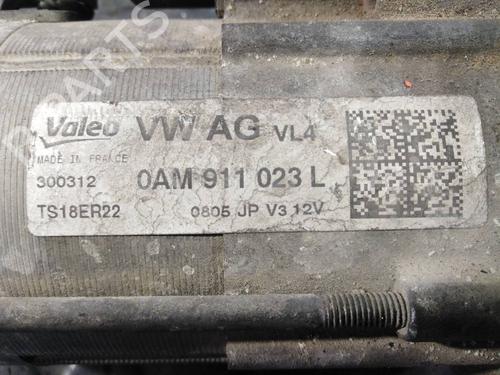 Valeo VW AG VL4
MADE IN FRANCE
300312 0AM 911 023 L
TS18ER22 0805 JP V3 12V